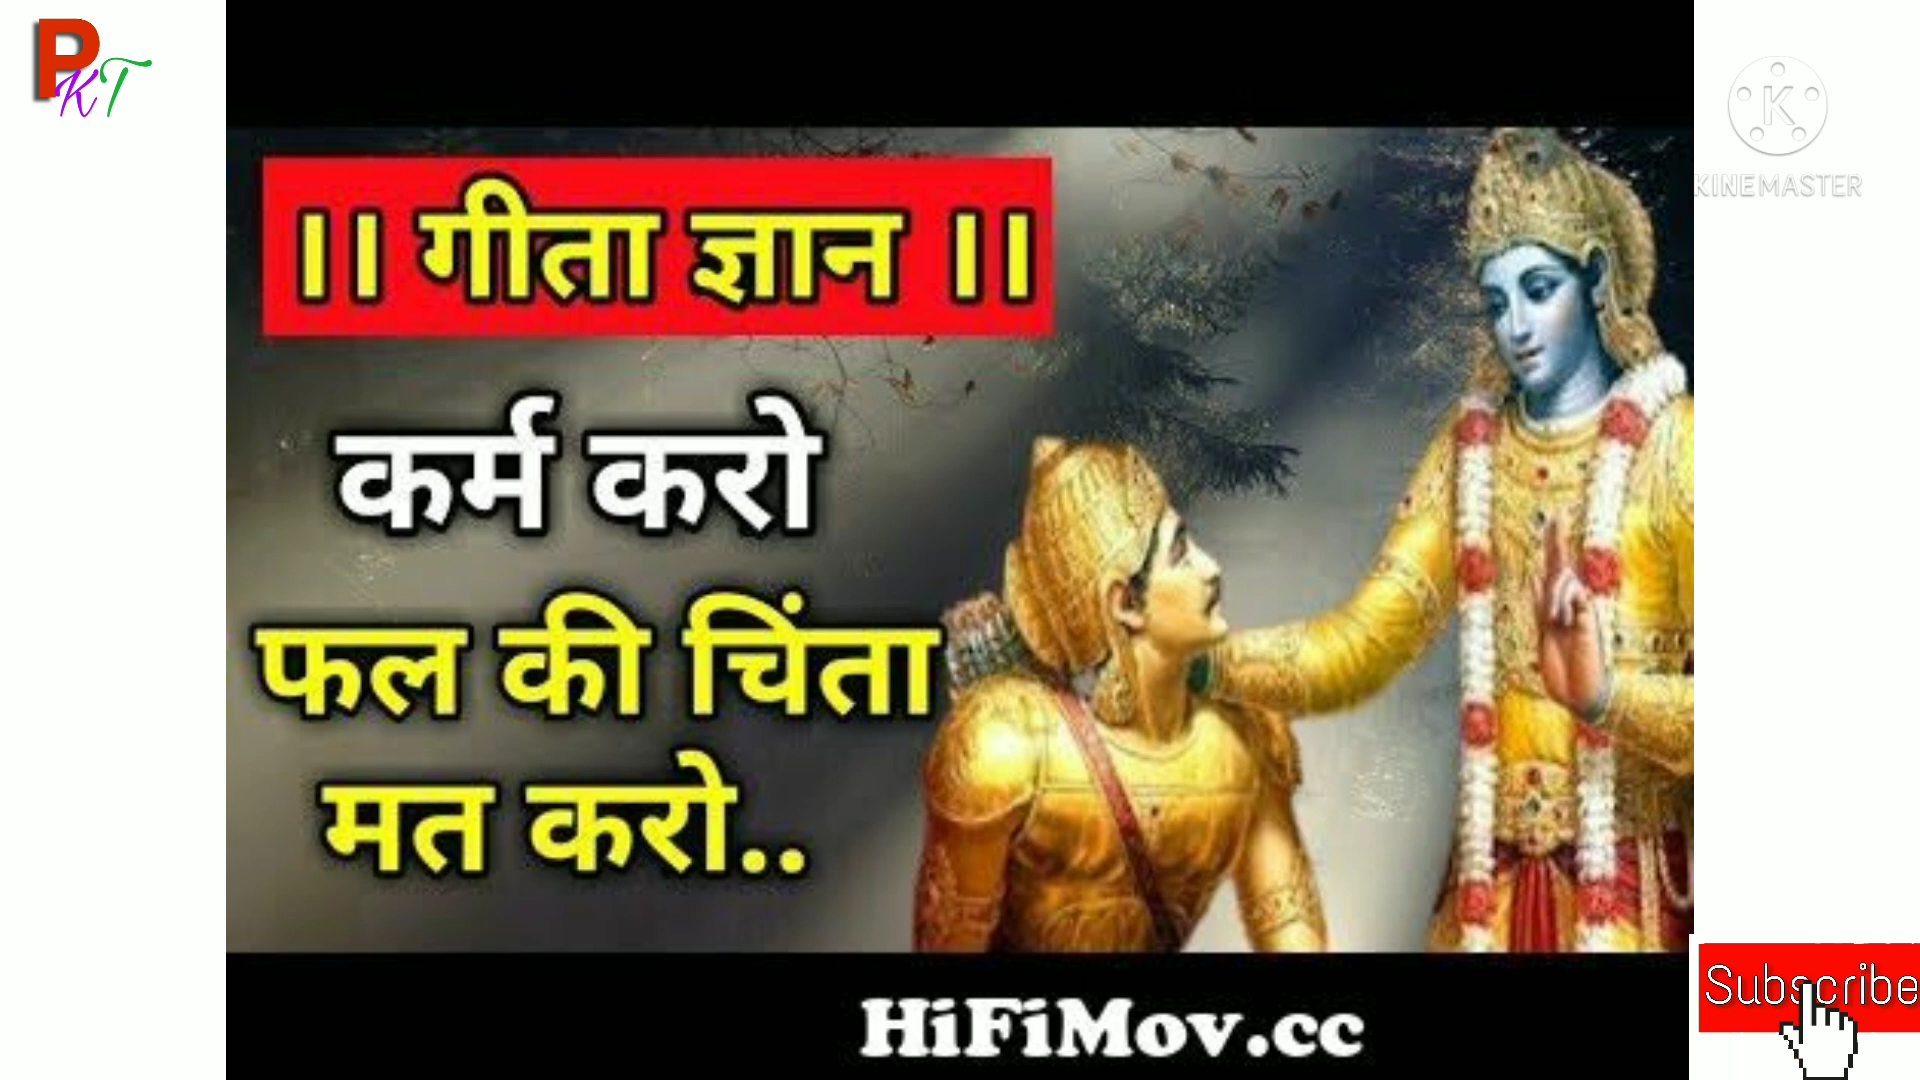 PKT
KINEMASTER
।। गीता ज्ञान ।।
कर्म करो
फल की चिंता
मत करो..
HiFiMov.cc
Subscribe